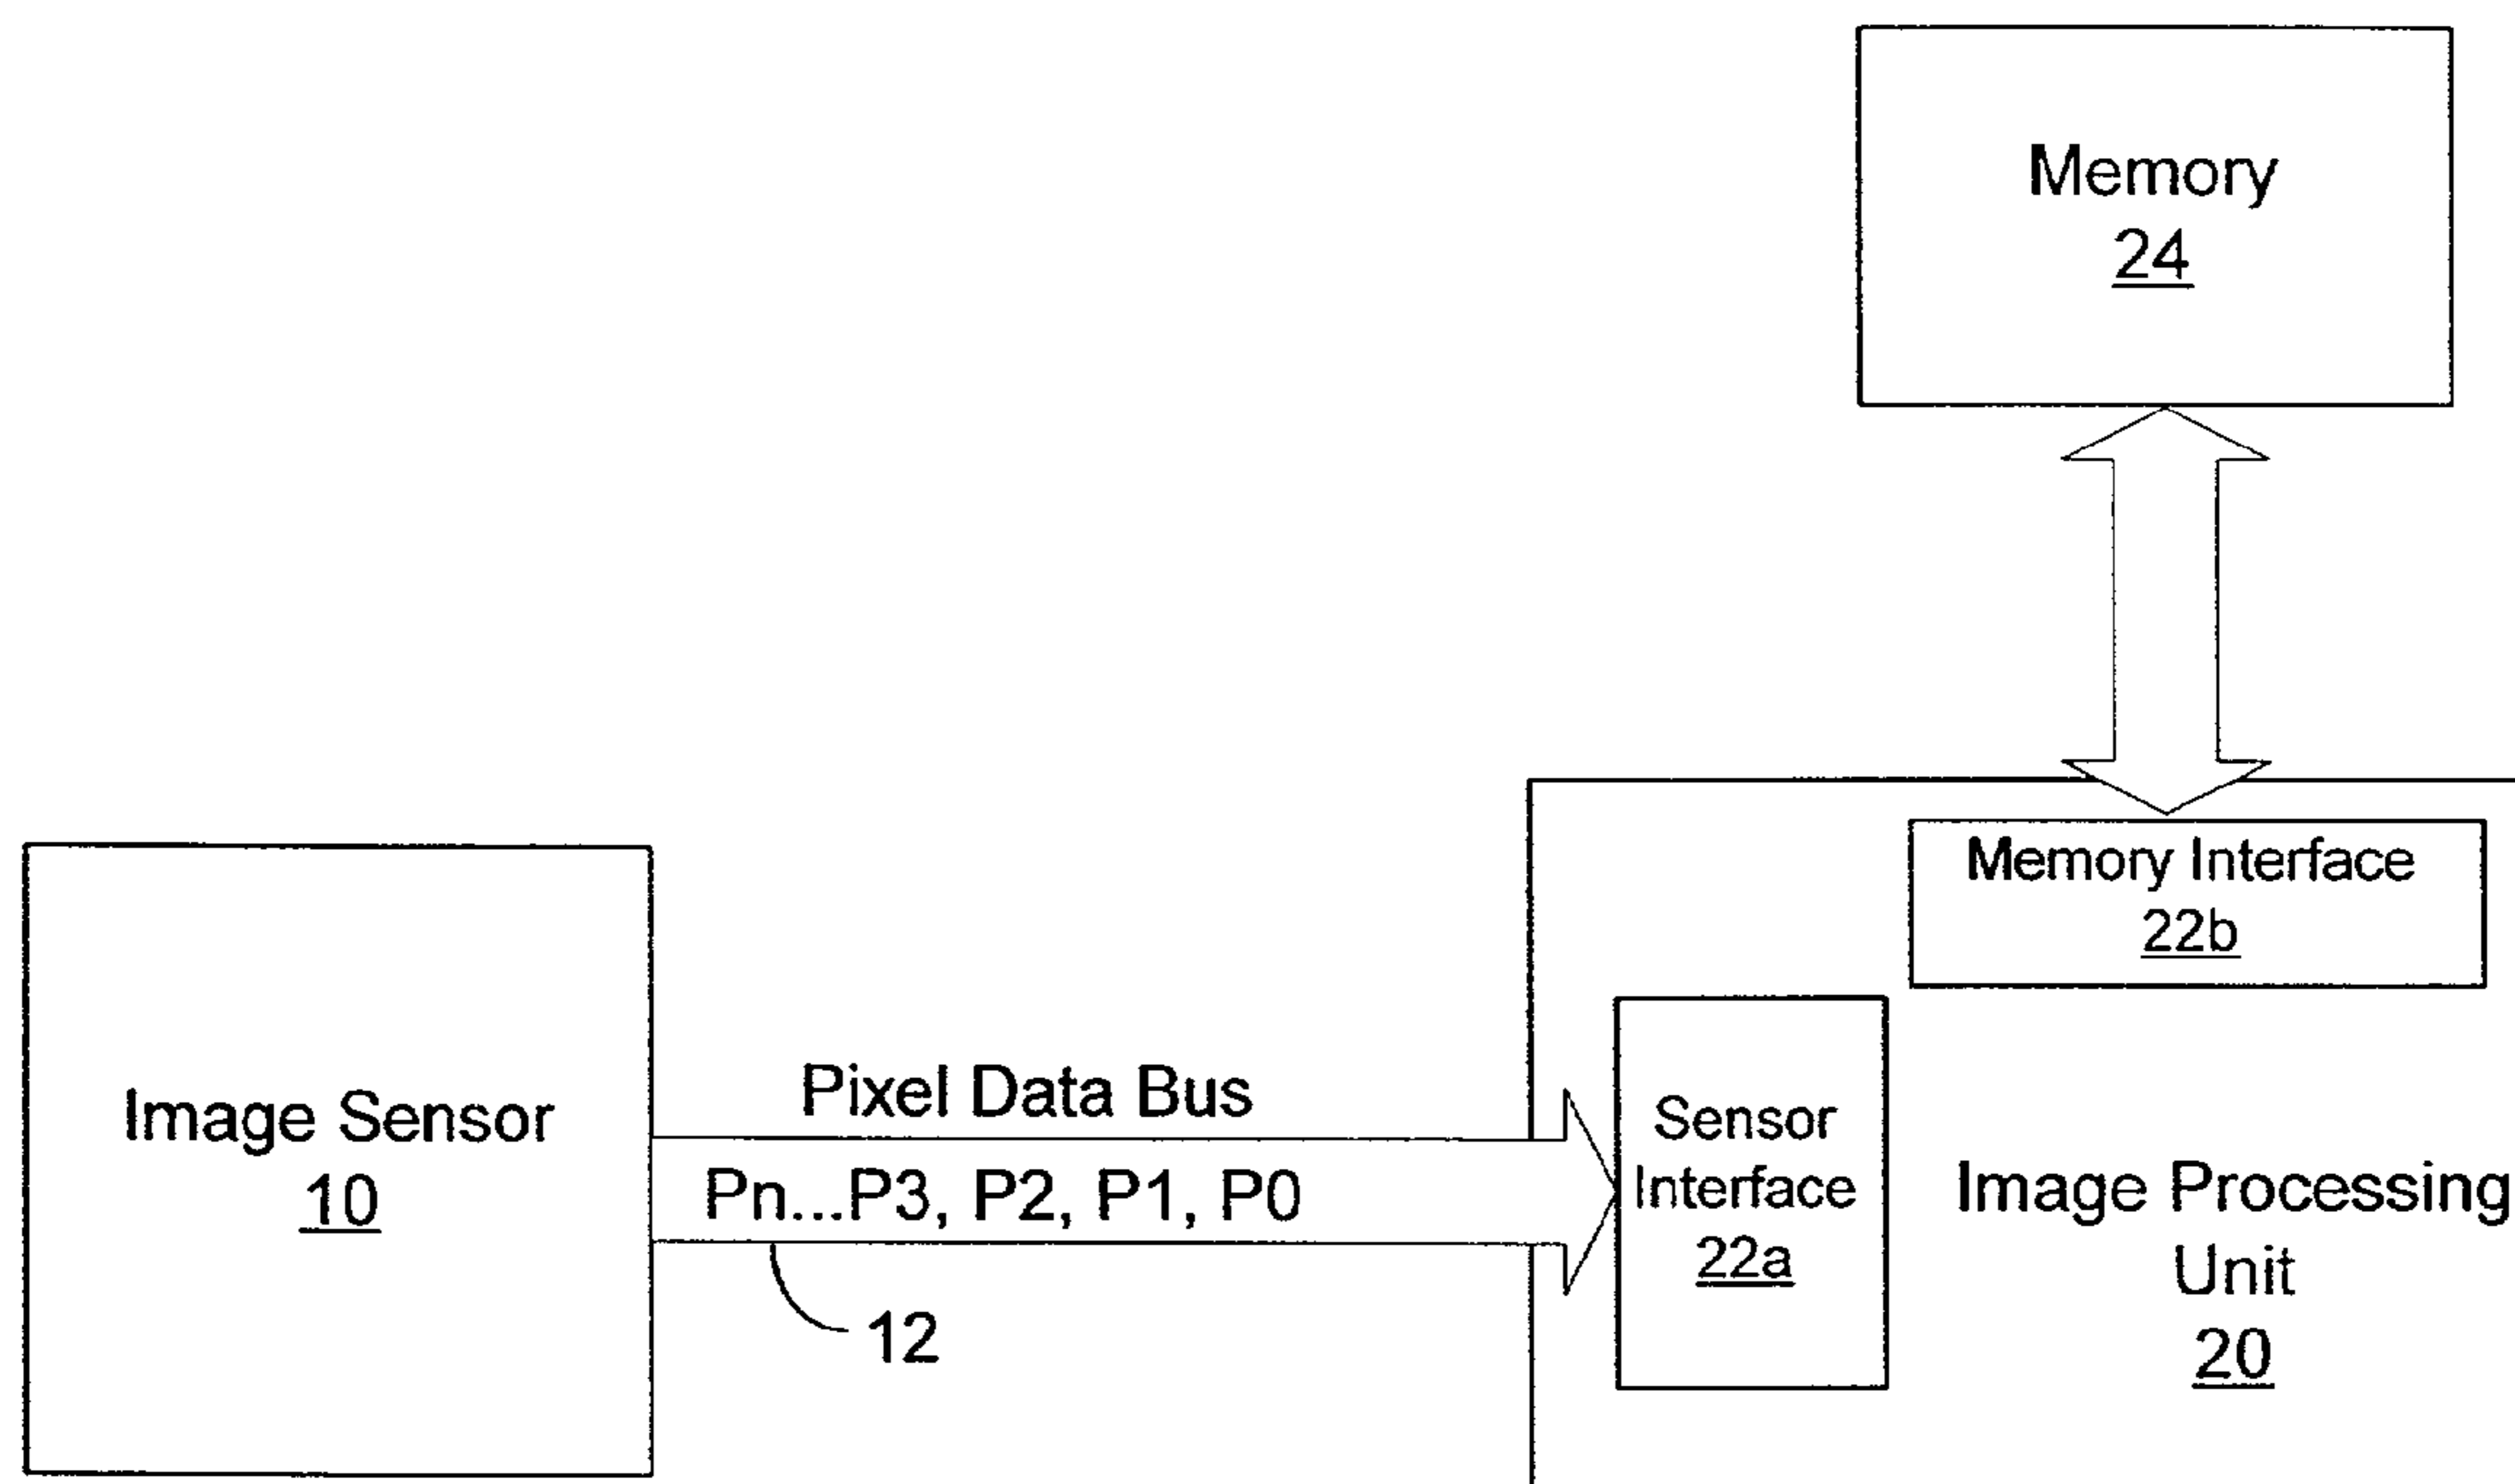 Memory
24
Memory Interface
22b
Image Sensor
10
Pixel Data Bus
Pn...P3, P2, P1, P0
12
Sensor
Interface
22a
Image Processing
Unit
20